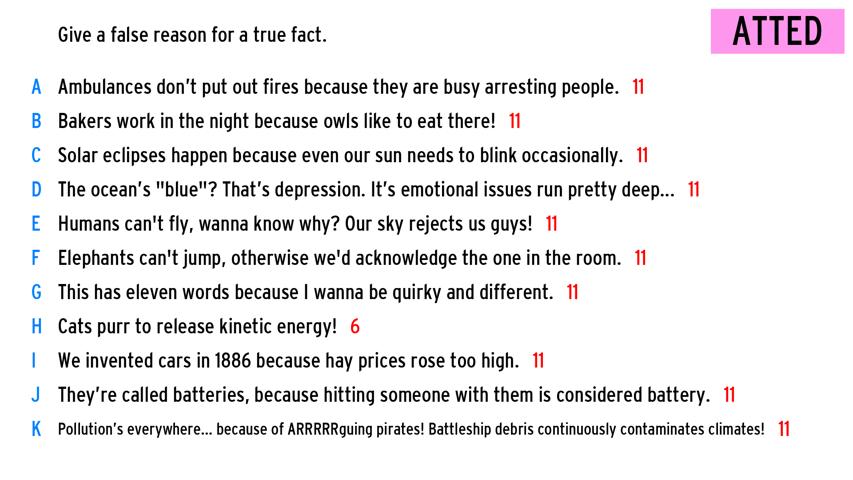 Give a false reason for a true fact.
ATTED
A Ambulances don't put out fires because they are busy arresting people. 11
B Bakers work in the night because owls like to eat there! 11
C Solar eclipses happen because even our sun needs to blink occasionally. 11
D The ocean's "blue"? That's depression. It's emotional issues run pretty deep... 11
E Humans can't fly, wanna know why? Our sky rejects us guys! 11
F Elephants can't jump, otherwise we'd acknowledge the one in the room. 11
G This has eleven words because I wanna be quirky and different. 11
H Cats purr to release kinetic energy! 6
I We invented cars in 1886 because hay prices rose too high. 11
J They're called batteries, because hitting someone with them is considered battery. 11
K Pollution's everywhere... because of ARRRRRguing pirates! Battleship debris continuously contaminates climates! 11